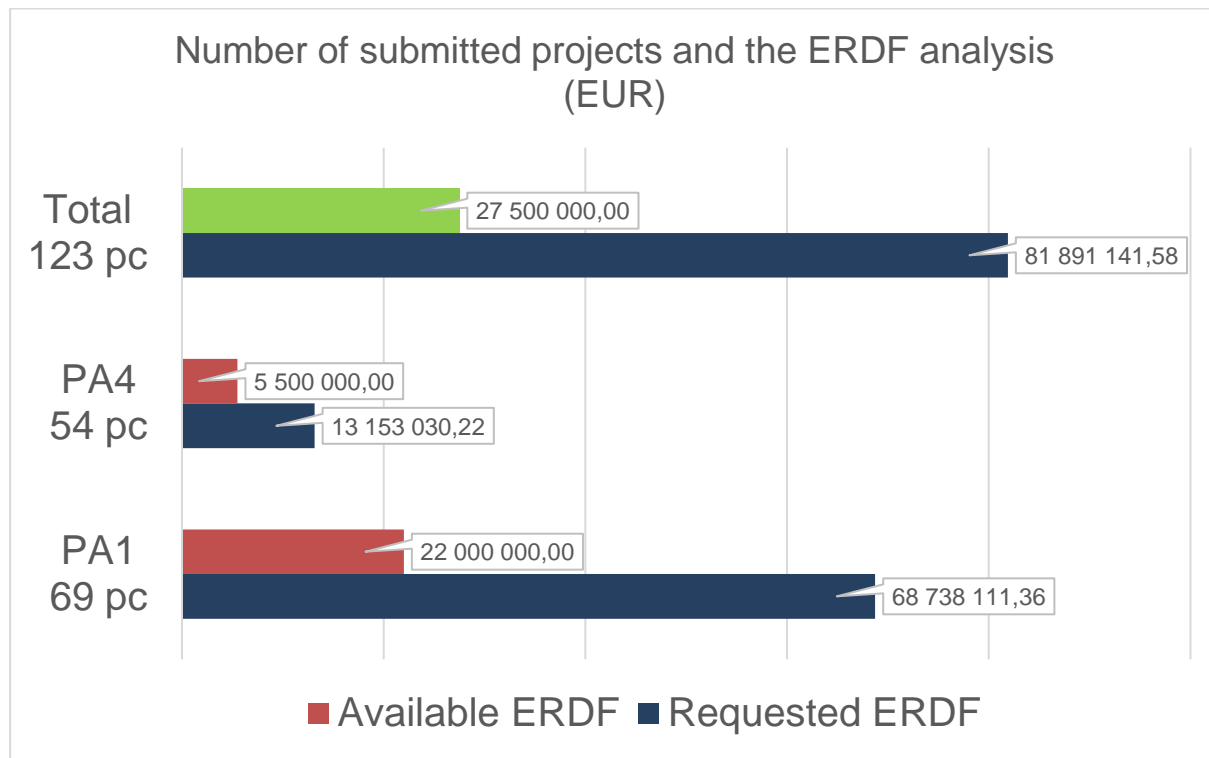 Number of submitted projects and the ERDF analysis
(EUR)
Total
123 pc
27 500 000,00
81 891 141,58
PA4
54 pc
5 500 000,00
13 153 030,22
PA1
69 pc
22 000 000,00
68 738 111,36
Available ERDF
Requested ERDF